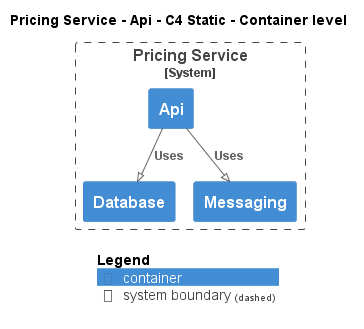 Pricing Service - Api - C4 Static - Container level
Pricing Service
[System]
Api
Uses Uses
Database Messaging
Legend
container
system boundary (dashed)